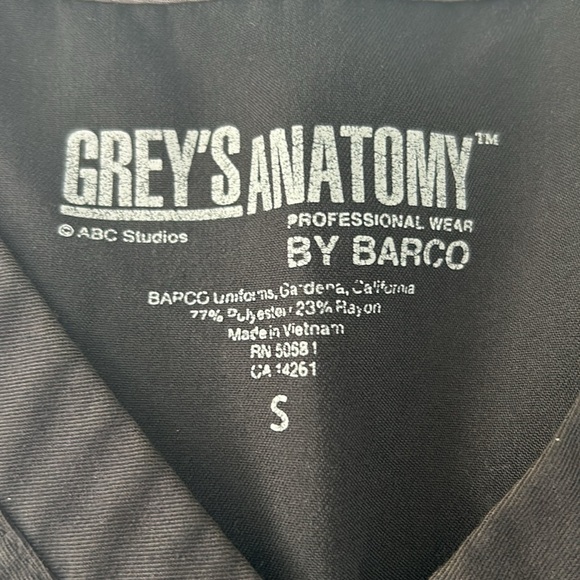 GREY'S ANATOMY™
PROFESSIONAL WEAR
© ABC Studios
BY BARCO
BARCO Uniforms, Gardena, California
77% Polyester / 23% Rayon
Made in Vietnam
RN 50581
CA 14261
S